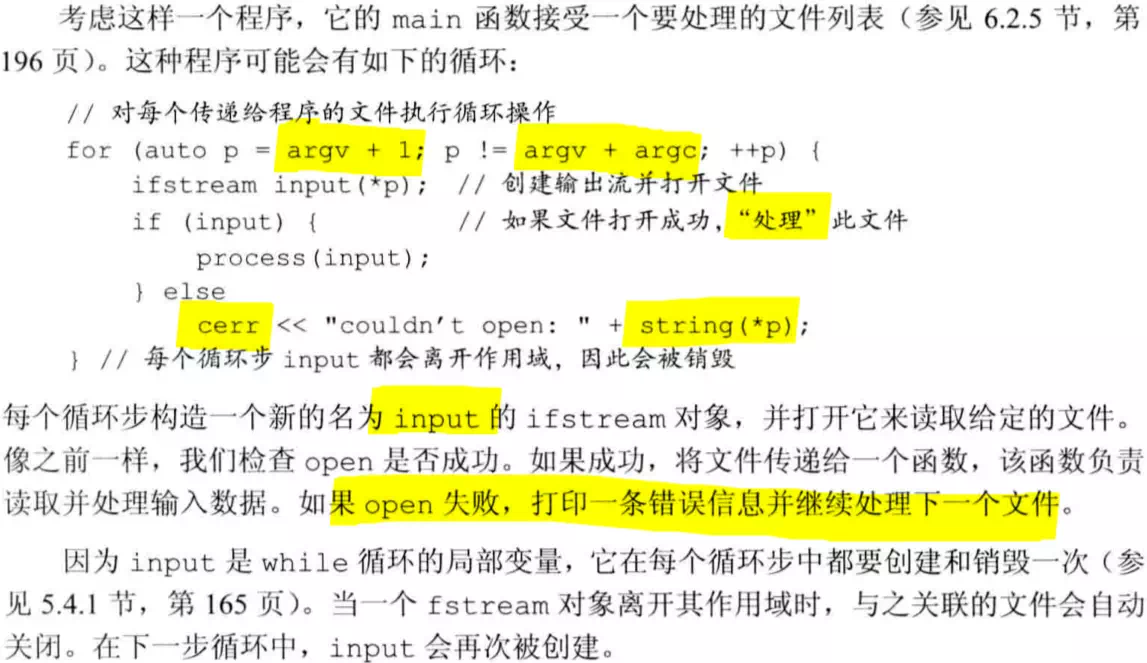 考虑这样一个程序，它的 main 函数接受一个要处理的文件列表（参见 6.2.5 节，第
196 页）。这种程序可能会有如下的循环：
// 对每个传递给程序的文件执行循环操作
for (auto p = argv + 1; p != argv + argc; ++p) {
ifstream input(*p); // 创建输出流并打开文件
if (input) { // 如果文件打开成功，“处理”此文件
process(input);
} else
cerr << "couldn't open: " + string(*p);
} // 每个循环步 input 都会离开作用域，因此会被销毁
每个循环步构造一个新的名为 input 的 ifstream 对象，并打开它来读取给定的文件。
像之前一样，我们检查 open 是否成功。如果成功，将文件传递给一个函数，该函数负责
读取并处理输入数据。如果 open 失败，打印一条错误信息并继续处理下一个文件。
因为 input 是 while 循环的局部变量，它在每个循环步中都要创建和销毁一次（参
见 5.4.1 节，第 165 页）。当一个 fstream 对象离开其作用域时，与之关联的文件会自动
关闭。在下一步循环中，input 会再次被创建。